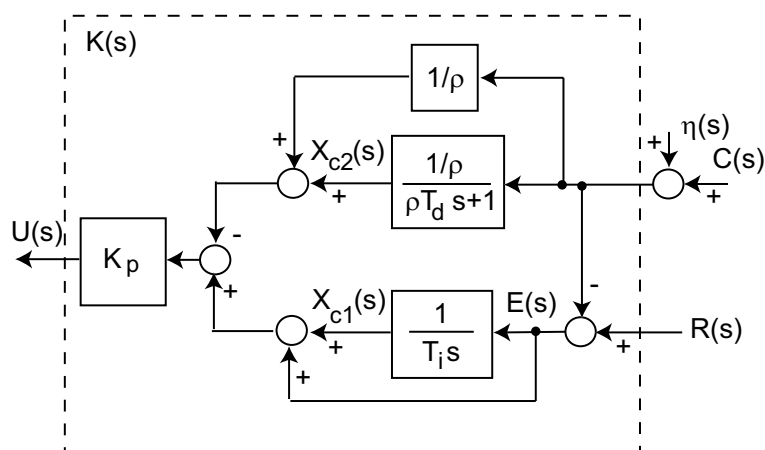 K(s)
1/ρ
+
η(s)
C(s)
+
+
X_c2(s)
+
1/ρ
ρT_d s+1
U(s)
K_p
-
+
-
X_c1(s)
+
1
T_i s
E(s)
+
R(s)
+